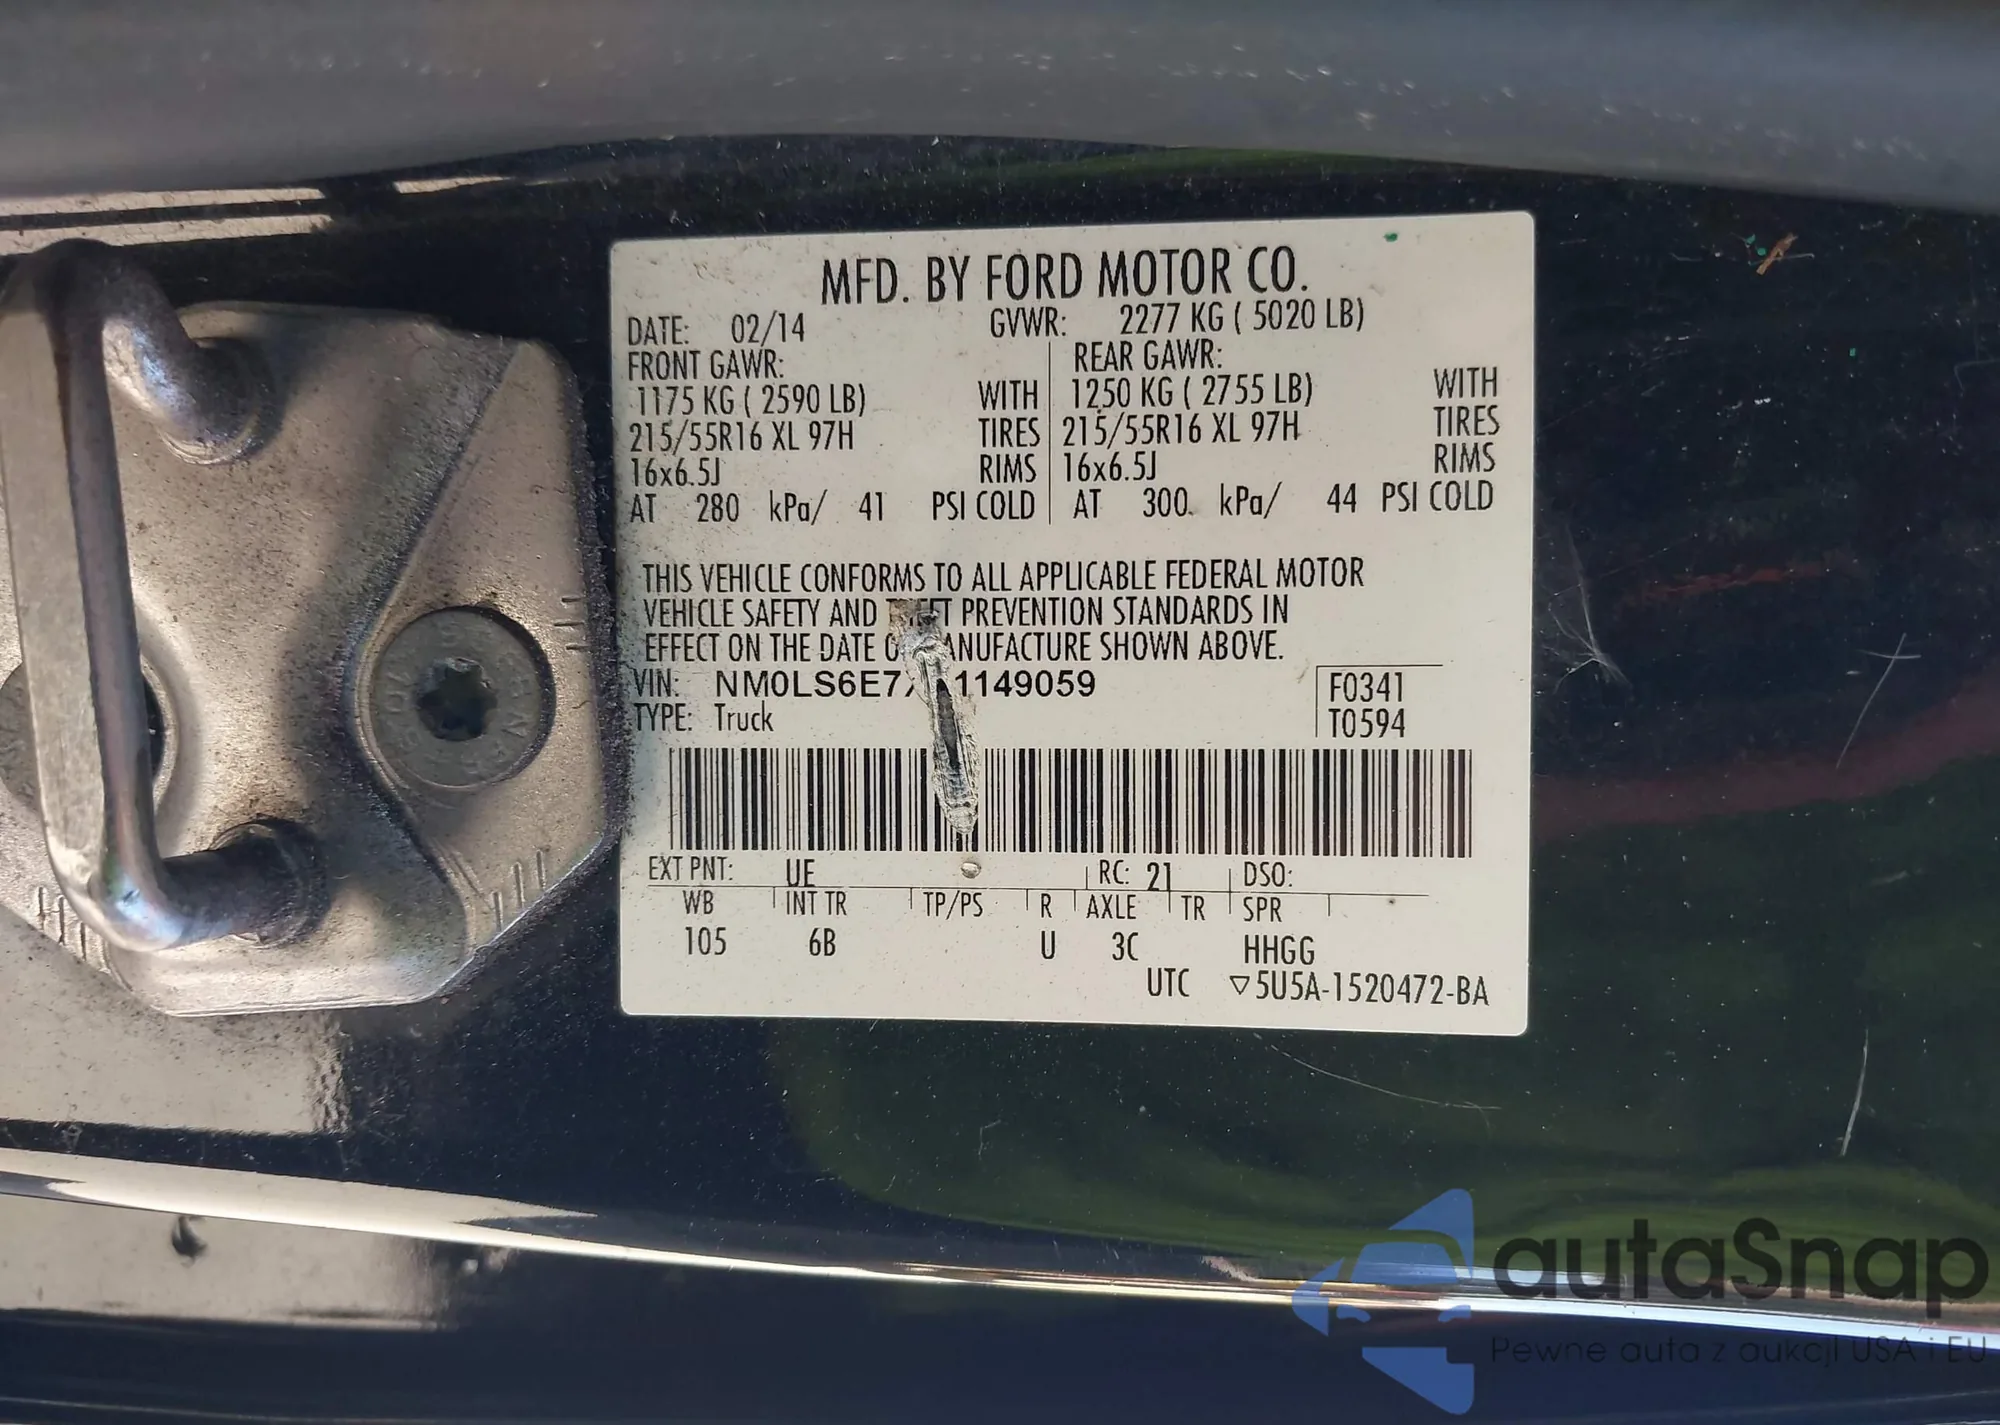 MFD. BY FORD MOTOR CO.
DATE: 02/14 GVWR: 2277 KG ( 5020 LB)
FRONT GAWR: REAR GAWR:
1175 KG ( 2590 LB) WITH 1250 KG ( 2755 LB) WITH
215/55R16 XL 97H TIRES 215/55R16 XL 97H TIRES
16x6.5J RIMS 16x6.5J RIMS
AT 280 kPa/ 41 PSI COLD AT 300 kPa/ 44 PSI COLD
THIS VEHICLE CONFORMS TO ALL APPLICABLE FEDERAL MOTOR
VEHICLE SAFETY AND THEFT PREVENTION STANDARDS IN
EFFECT ON THE DATE OF MANUFACTURE SHOWN ABOVE.
VIN: F0341
TYPE: Truck T0594
EXT PNT: UE RC: 21 DSO:
WB INT TR TP/PS R AXLE TR SPR
105 6B U 3C HHGG
UTC ▽5U5A-1520472-BA
autaSnap
Pewne auta z aukcji USA i EU